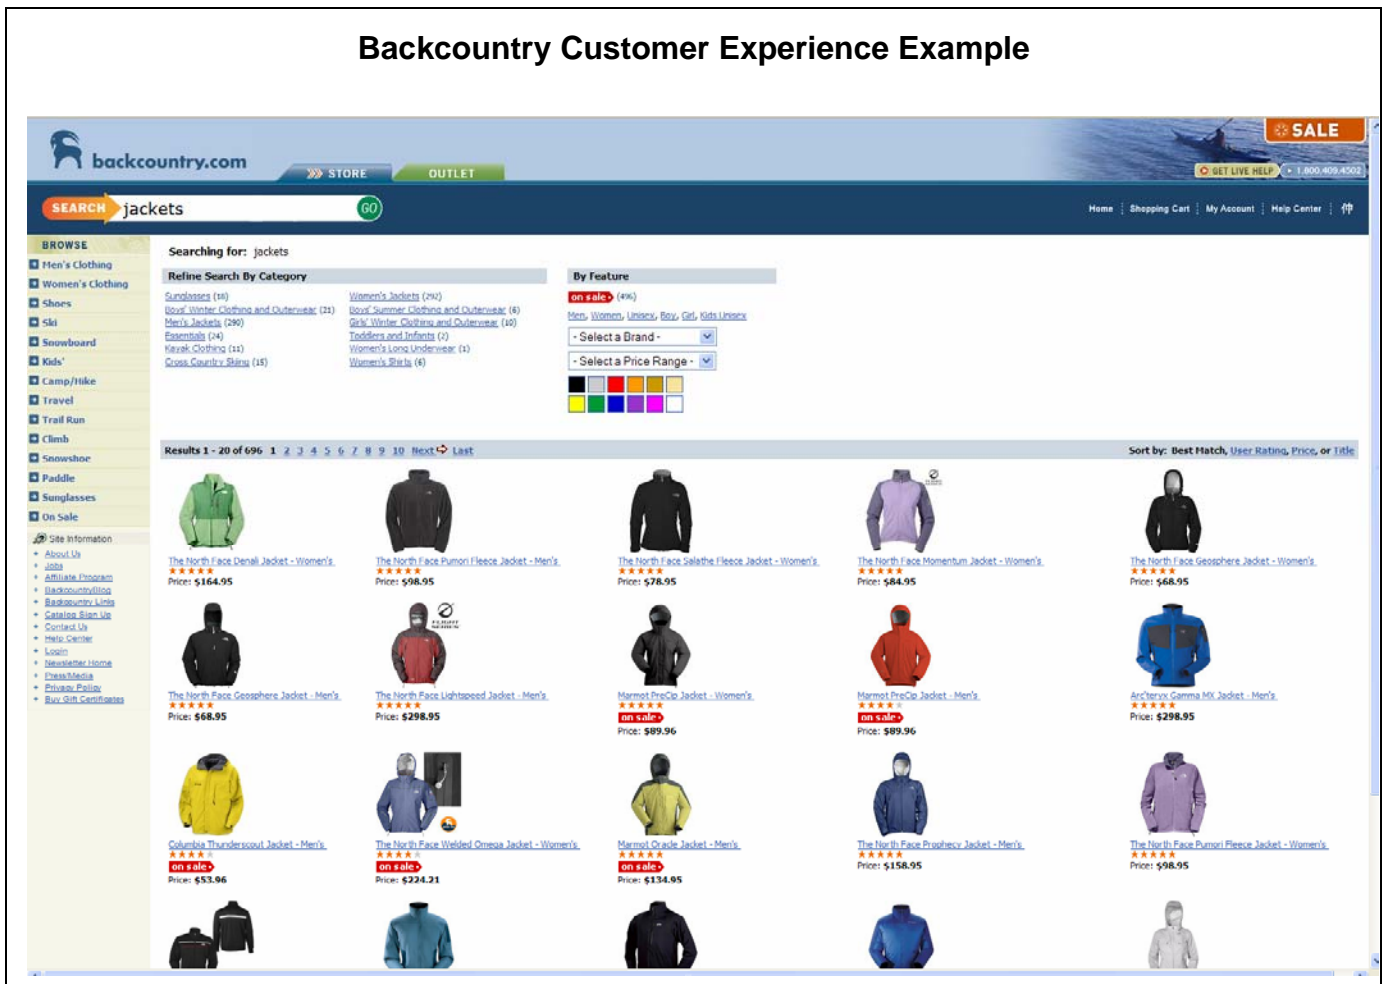 Backcountry Customer Experience Example
SALE
backcountry.com
STORE
OUTLET
GET LIVE HELP
1.800.409.4502
SEARCH
jackets
GO
Home
Shopping Cart
My Account
Help Center
BROWSE
Men's Clothing
Women's Clothing
Shoes
Ski
Snowboard
Kids'
Camp/Hike
Travel
Trail Run
Climb
Snowshoe
Paddle
Sunglasses
On Sale
Site Information
About Us
Jobs
Affiliate Program
BackcountryBlog
Backcountry Links
Catalog Sign Up
Contact Us
Help Center
Login
Newsletter Home
Press/Media
Privacy Policy
Buy Gift Certificates
Searching for: jackets
Refine Search By Category
Sunglasses (18)
Boys' Winter Clothing and Outerwear (21)
Men's Jackets (290)
Essentials (24)
Kayak Clothing (11)
Cross Country Skiing (15)
Women's Jackets (292)
Boys' Summer Clothing and Outerwear (6)
Girls' Winter Clothing and Outerwear (10)
Toddlers and Infants (2)
Women's Long Underwear (1)
Women's Shirts (6)
By Feature
on sale (496)
Men, Women, Unisex, Boy, Girl, Kids Unisex
- Select a Brand -
- Select a Price Range -
Results 1 - 20 of 696 1 2 3 4 5 6 7 8 9 10 Next Last
Sort by: Best Match, User Rating, Price, or Title
The North Face Denali Jacket - Women's
Price: $164.95
The North Face Pumori Fleece Jacket - Men's
Price: $98.95
The North Face Salathe Fleece Jacket - Women's
Price: $78.95
The North Face Momentum Jacket - Women's
Price: $84.95
The North Face Geosphere Jacket - Women's
Price: $68.95
The North Face Geosphere Jacket - Men's
Price: $68.95
FLIGHT
SERIES
The North Face Lightspeed Jacket - Men's
Price: $298.95
Marmot PreCip Jacket - Women's
on sale
Price: $89.96
Marmot PreCip Jacket - Men's
on sale
Price: $89.96
Arc'teryx Gamma MX Jacket - Men's
Price: $298.95
Columbia Thunderscout Jacket - Men's
on sale
Price: $53.96
The North Face Welded Omega Jacket - Women's
on sale
Price: $224.21
Marmot Oracle Jacket - Men's
on sale
Price: $134.95
The North Face Prophecy Jacket - Men's
Price: $158.95
The North Face Pumori Fleece Jacket - Women's
Price: $98.95